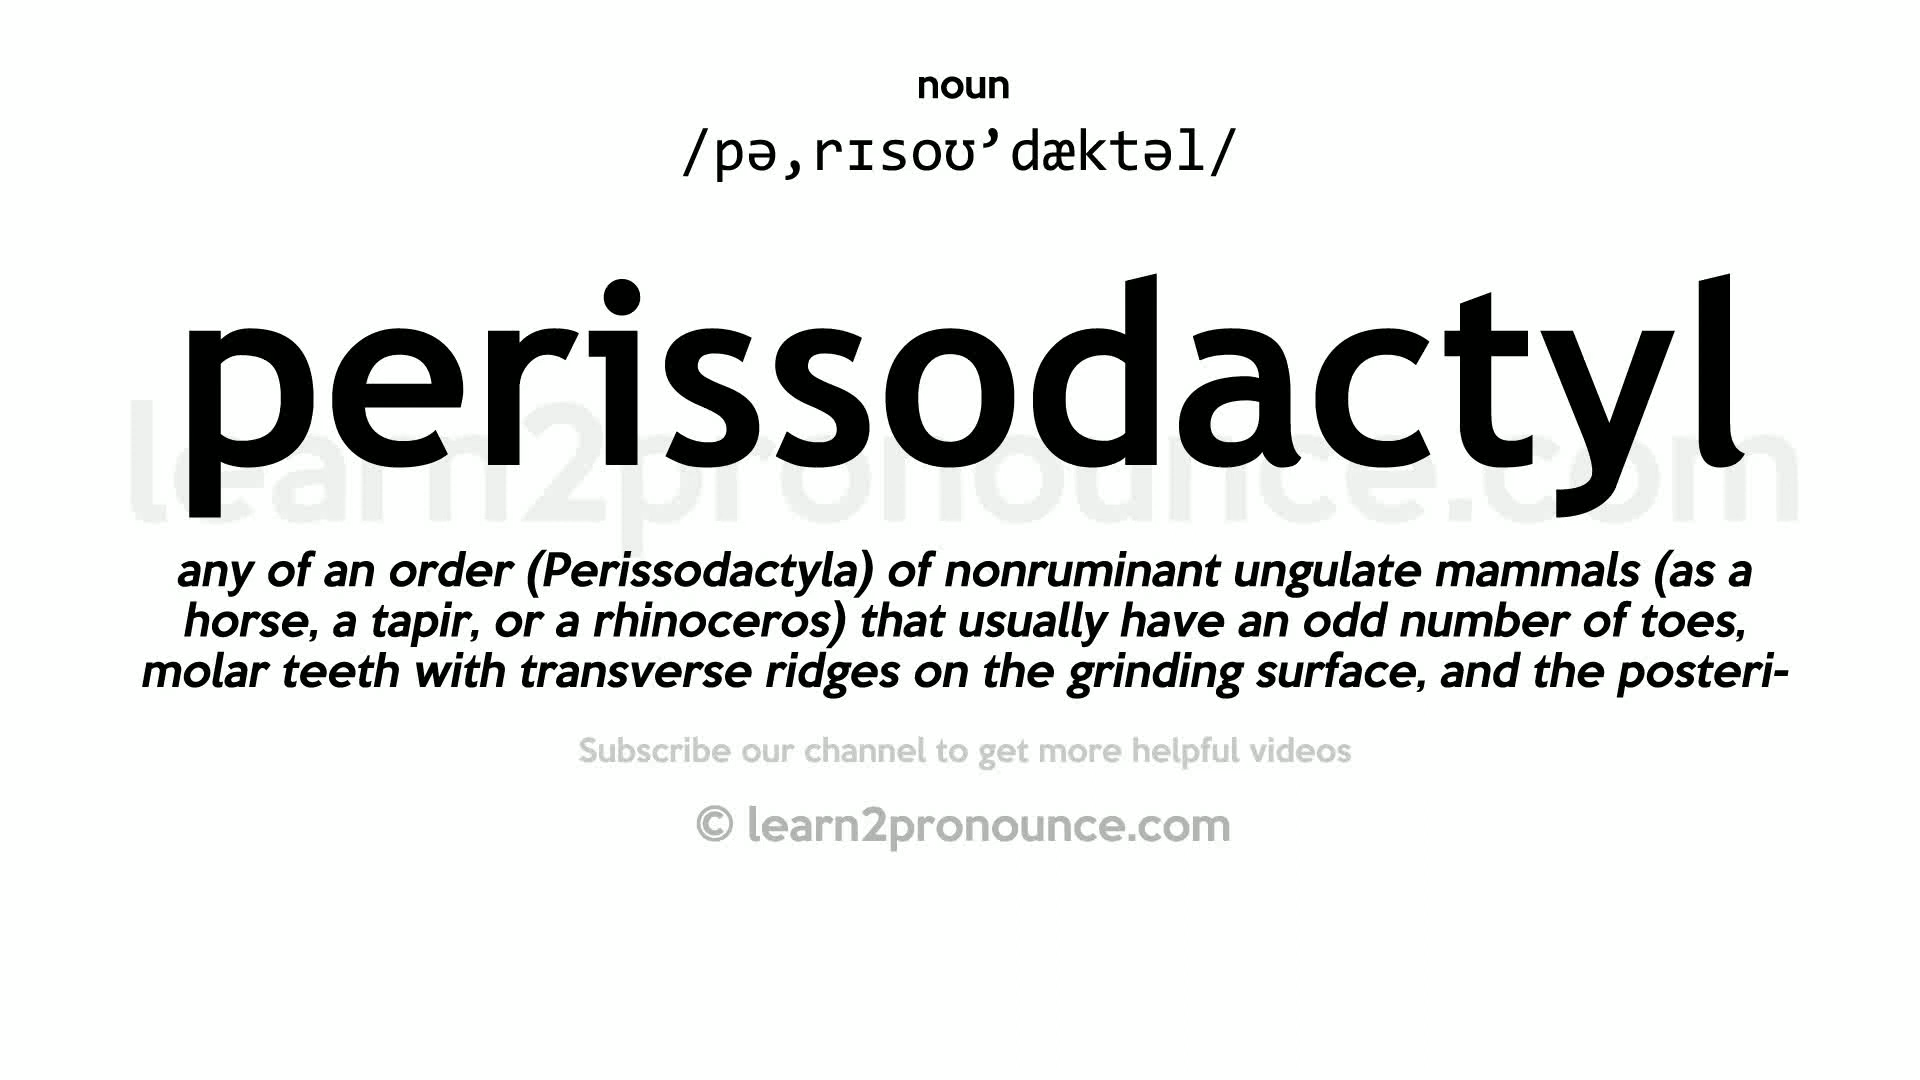 noun
/pə,rɪsoʊ’dæktəl/
perissodactyl
learn2pronounce.com
any of an order (Perissodactyla) of nonruminant ungulate mammals (as a
horse, a tapir, or a rhinoceros) that usually have an odd number of toes,
molar teeth with transverse ridges on the grinding surface, and the posteri-
Subscribe our channel to get more helpful videos
© learn2pronounce.com